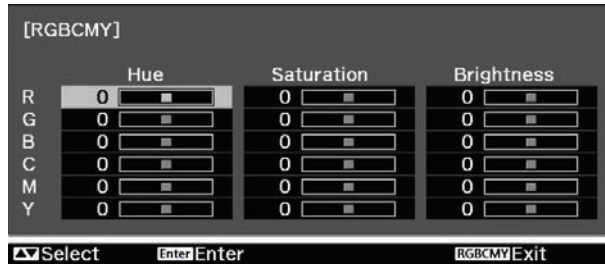 [RGBCMY]
Hue Saturation Brightness
R 0 0 0
G 0 0 0
B 0 0 0
C 0 0 0
M 0 0 0
Y 0 0 0
Select Enter Enter RGBCMY Exit